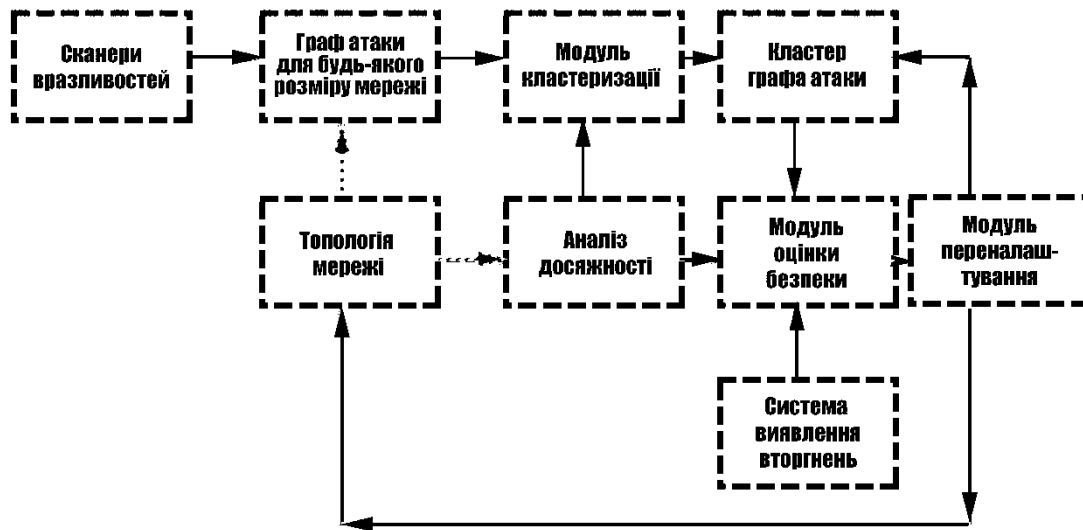 Сканери
вразливостей
Граф атаки
для будь-якого
розміру мережі
Модуль
кластеризації
Кластер
графа атаки
Топологія
мережі
Аналіз
досяжності
Модуль
оцінки
безпеки
Модуль
переналаш-
тування
Система
виявлення
вторгнень